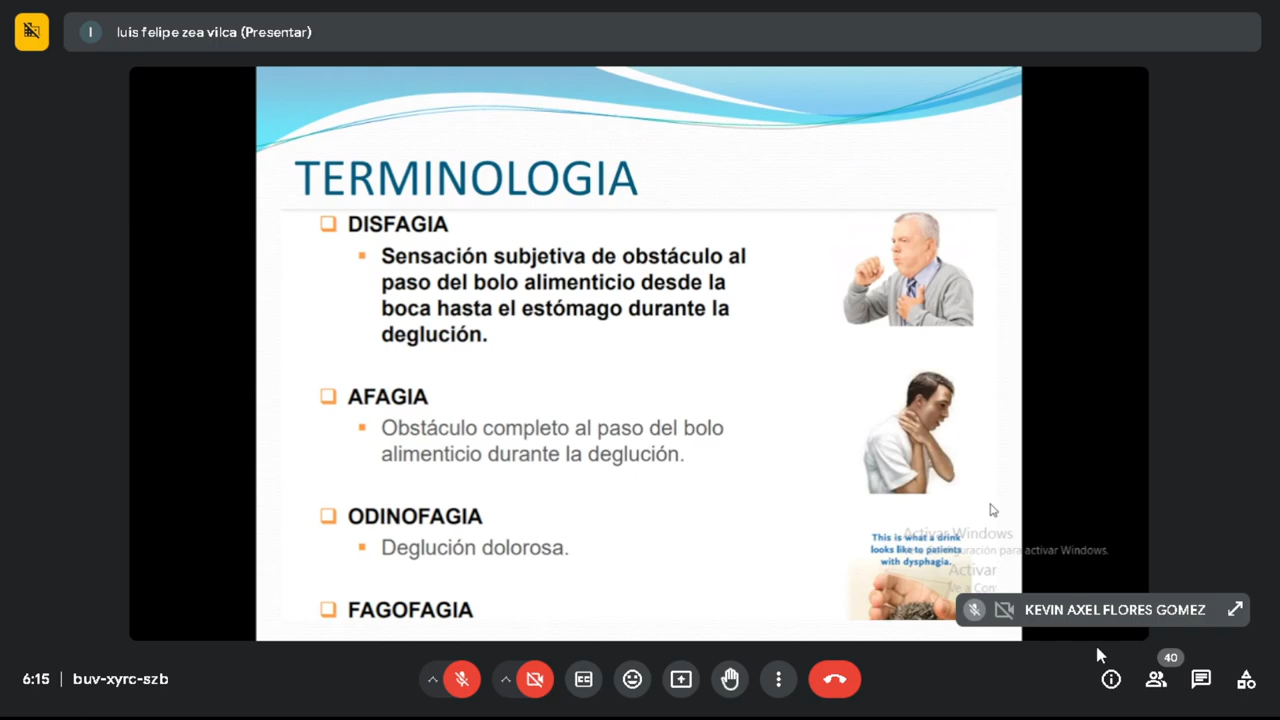 luis felipe zea vilca (Presentar)
TERMINOLOGIA
DISFAGIA
Sensación subjetiva de obstáculo al
paso del bolo alimenticio desde la
boca hasta el estómago durante la
deglución.
AFAGIA
Obstáculo completo al paso del bolo
alimenticio durante la deglución.
ODINOFAGIA
Deglución dolorosa.
FAGOFAGIA
This is what a drink
looks like to patients
with dysphagia.
Activar Windows
para activar Windows.
Activar
KEVIN AXEL FLORES GOMEZ
6:15 | buv-xyrc-szb
40